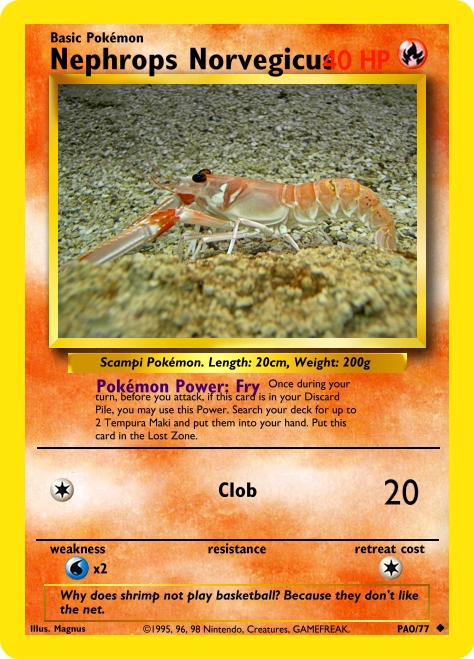 Basic Pokémon
Nephrops Norvegicus 40 HP
Scampi Pokémon. Length: 20cm, Weight: 200g
Pokémon Power: Fry Once during your
turn, before you attack, if this card is in your Discard
Pile, you may use this Power. Search your deck for up to
2 Tempura Maki and put them into your hand. Put this
card in the Lost Zone.
Clob 20
weakness resistance retreat cost
x2
Why does shrimp not play basketball? Because they don't like
the net.
Illus. Magnus ©1995, 96, 98 Nintendo, Creatures, GAMEFREAK. PAO/77